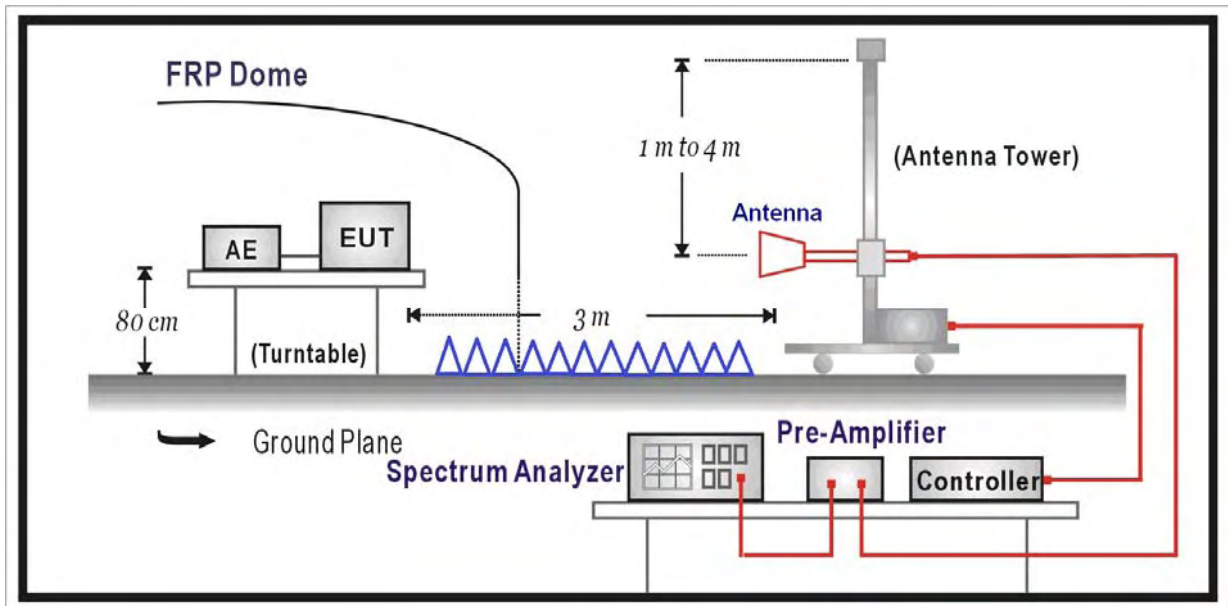 FRP Dome
1 m to 4 m
(Antenna Tower)
Antenna
AE
EUT
80 cm
3 m
(Turntable)
Ground Plane
Pre-Amplifier
Spectrum Analyzer
Controller